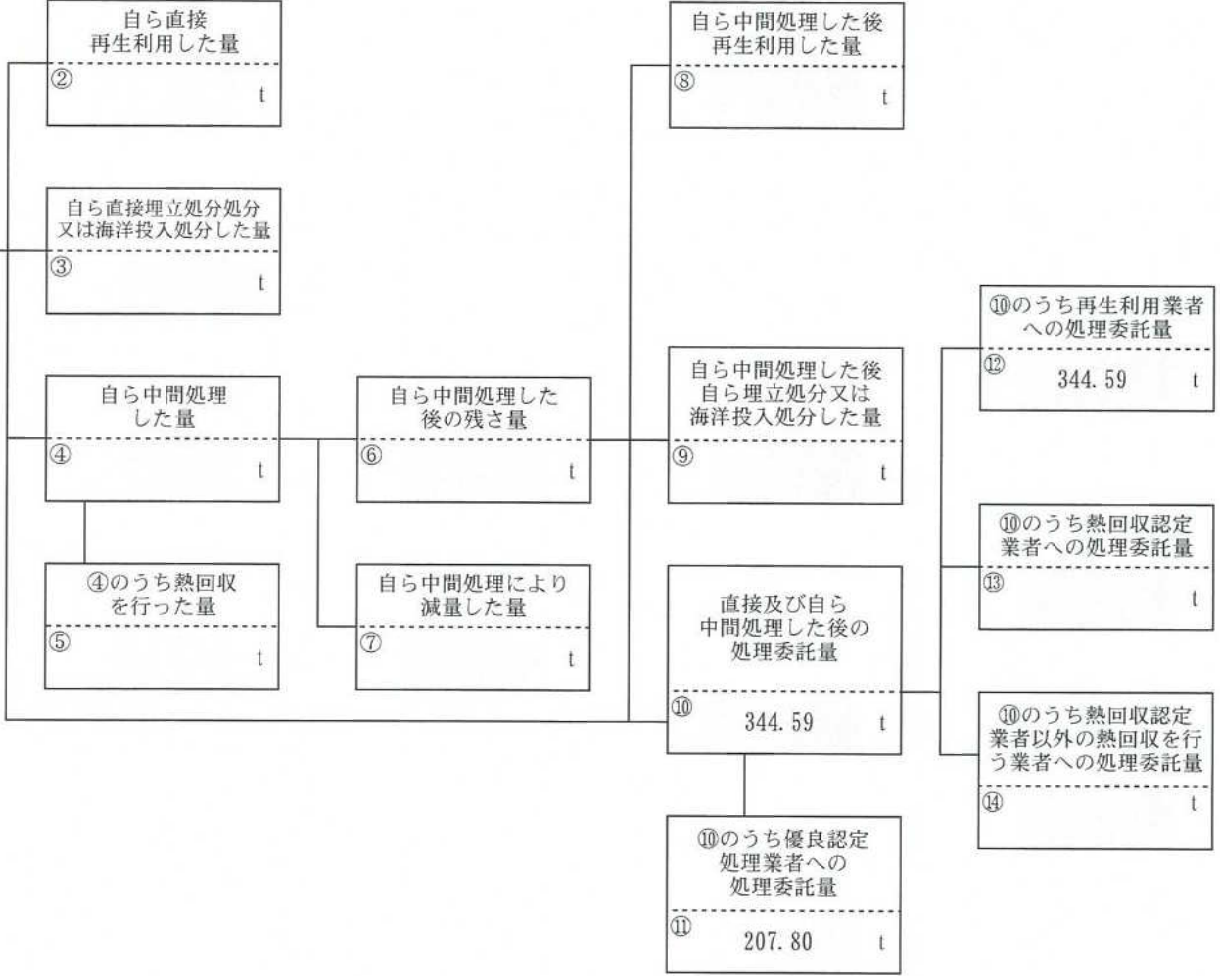 自ら直接
再生利用した量
②
t
自ら直接埋立処分処分
又は海洋投入処分した量
③
t
自ら中間処理
した量
④
t
④のうち熱回収
を行った量
⑤
t
自ら中間処理した
後の残さ量
⑥
t
自ら中間処理により
減量した量
⑦
t
自ら中間処理した後
再生利用した量
⑧
t
自ら中間処理した後
自ら埋立処分又は
海洋投入処分した量
⑨
t
直接及び自ら
中間処理した後の
処理委託量
⑩ 344.59 t
⑩のうち優良認定
処理業者への
処理委託量
⑪ 207.80 t
⑩のうち再生利用業者
への処理委託量
⑫ 344.59 t
⑩のうち熱回収認定
業者への処理委託量
⑬
t
⑩のうち熱回収認定
業者以外の熱回収を行
う業者への処理委託量
⑭ t